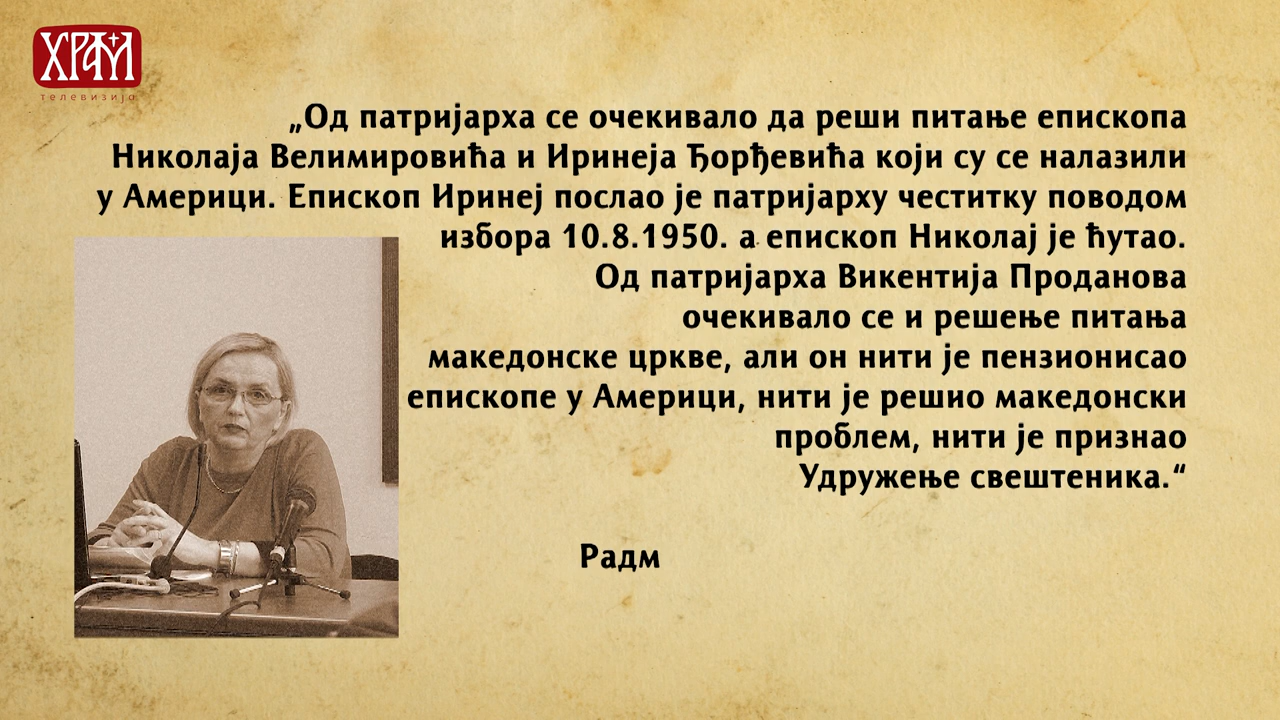 ХРАМ
телевизија
„Од патријарха се очекивало да реши питање епископа
Николаја Велимировића и Иринеја Ђорђевића који су се налазили
у Америци. Епископ Иринеј послао је патријарху честитку поводом
избора 10.8.1950. а епископ Николај је ћутао.
Од патријарха Викентија Проданова
очекивало се и решење питања
македонске цркве, али он нити је пензионисао
епископе у Америци, нити је решио македонски
проблем, нити је признао
Удружење свештеника.“
Радм